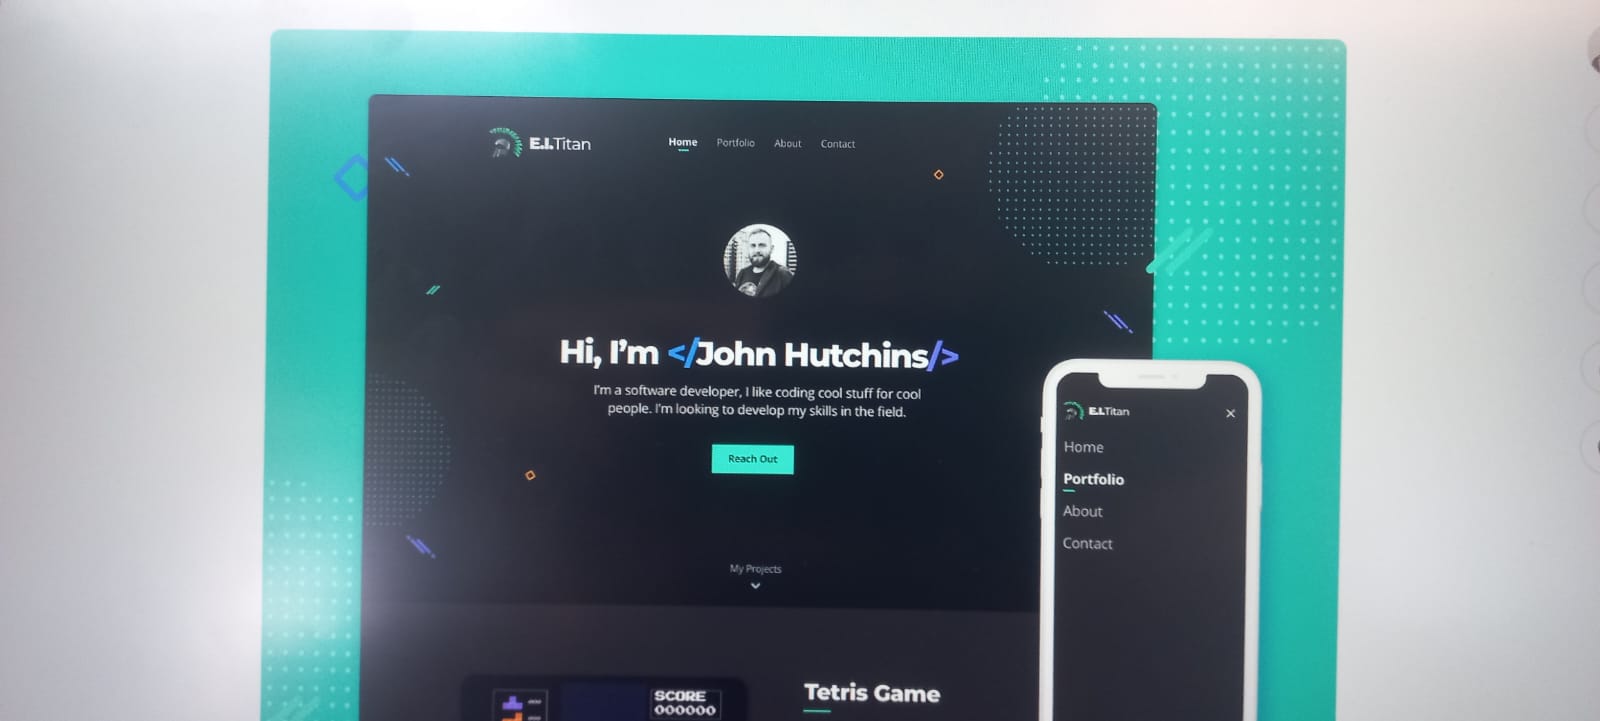 E.I.Titan
Home Portfolio About Contact
Hi, I'm </John Hutchins/>
I'm a software developer, I like coding cool stuff for cool
people. I'm looking to develop my skills in the field.
Reach Out
My Projects
Tetris Game
SCORE
000000
E.I.Titan
Home
Portfolio
About
Contact